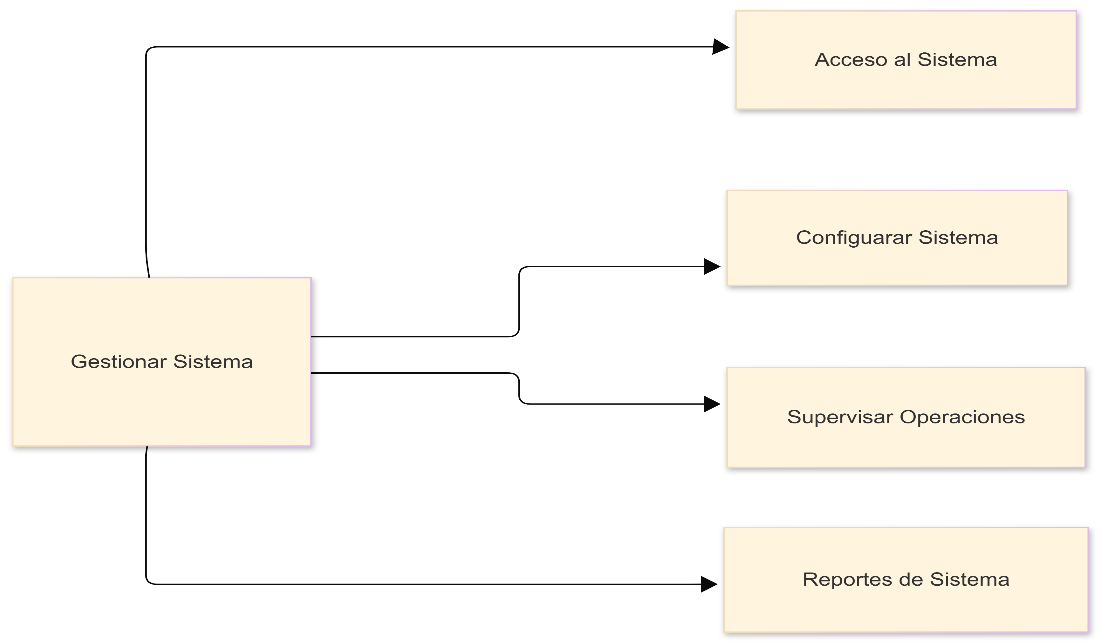 Acceso al Sistema
Configuarar Sistema
Gestionar Sistema
Supervisar Operaciones
Reportes de Sistema